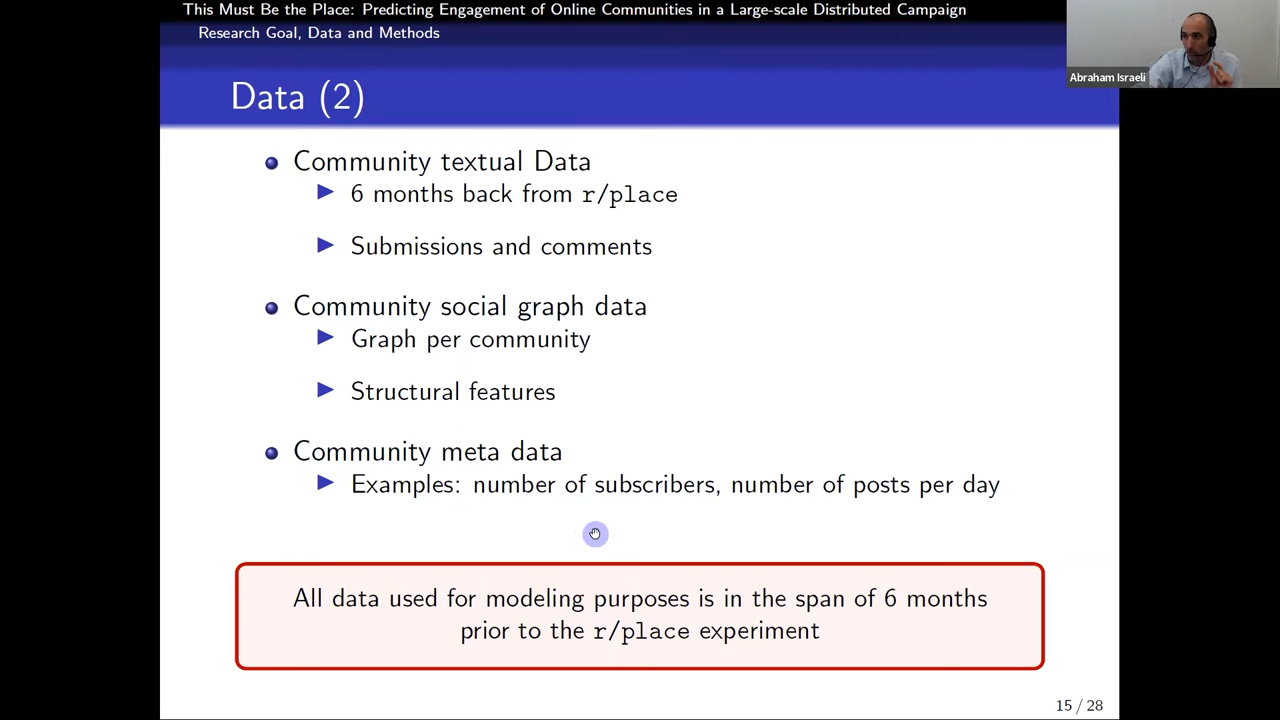 This Must Be the Place: Predicting Engagement of Online Communities in a Large-scale Distributed Campaign
Research Goal, Data and Methods
Abraham Israeli
Data (2)
Community textual Data
6 months back from r/place
Submissions and comments
Community social graph data
Graph per community
Structural features
Community meta data
Examples: number of subscribers, number of posts per day
All data used for modeling purposes is in the span of 6 months
prior to the r/place experiment
15 / 28